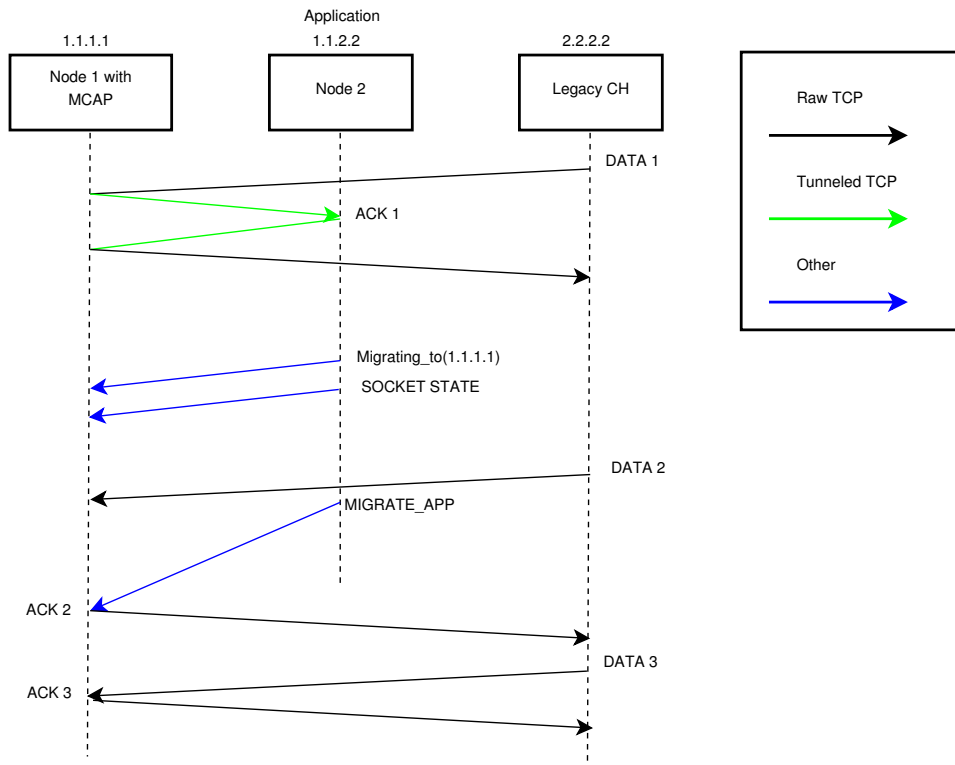 Application
1.1.1.1
1.1.2.2
2.2.2.2
Node 1 with
MCAP
Node 2
Legacy CH
Raw TCP
Tunneled TCP
Other
DATA 1
ACK 1
Migrating_to(1.1.1.1)
SOCKET STATE
DATA 2
MIGRATE_APP
ACK 2
DATA 3
ACK 3